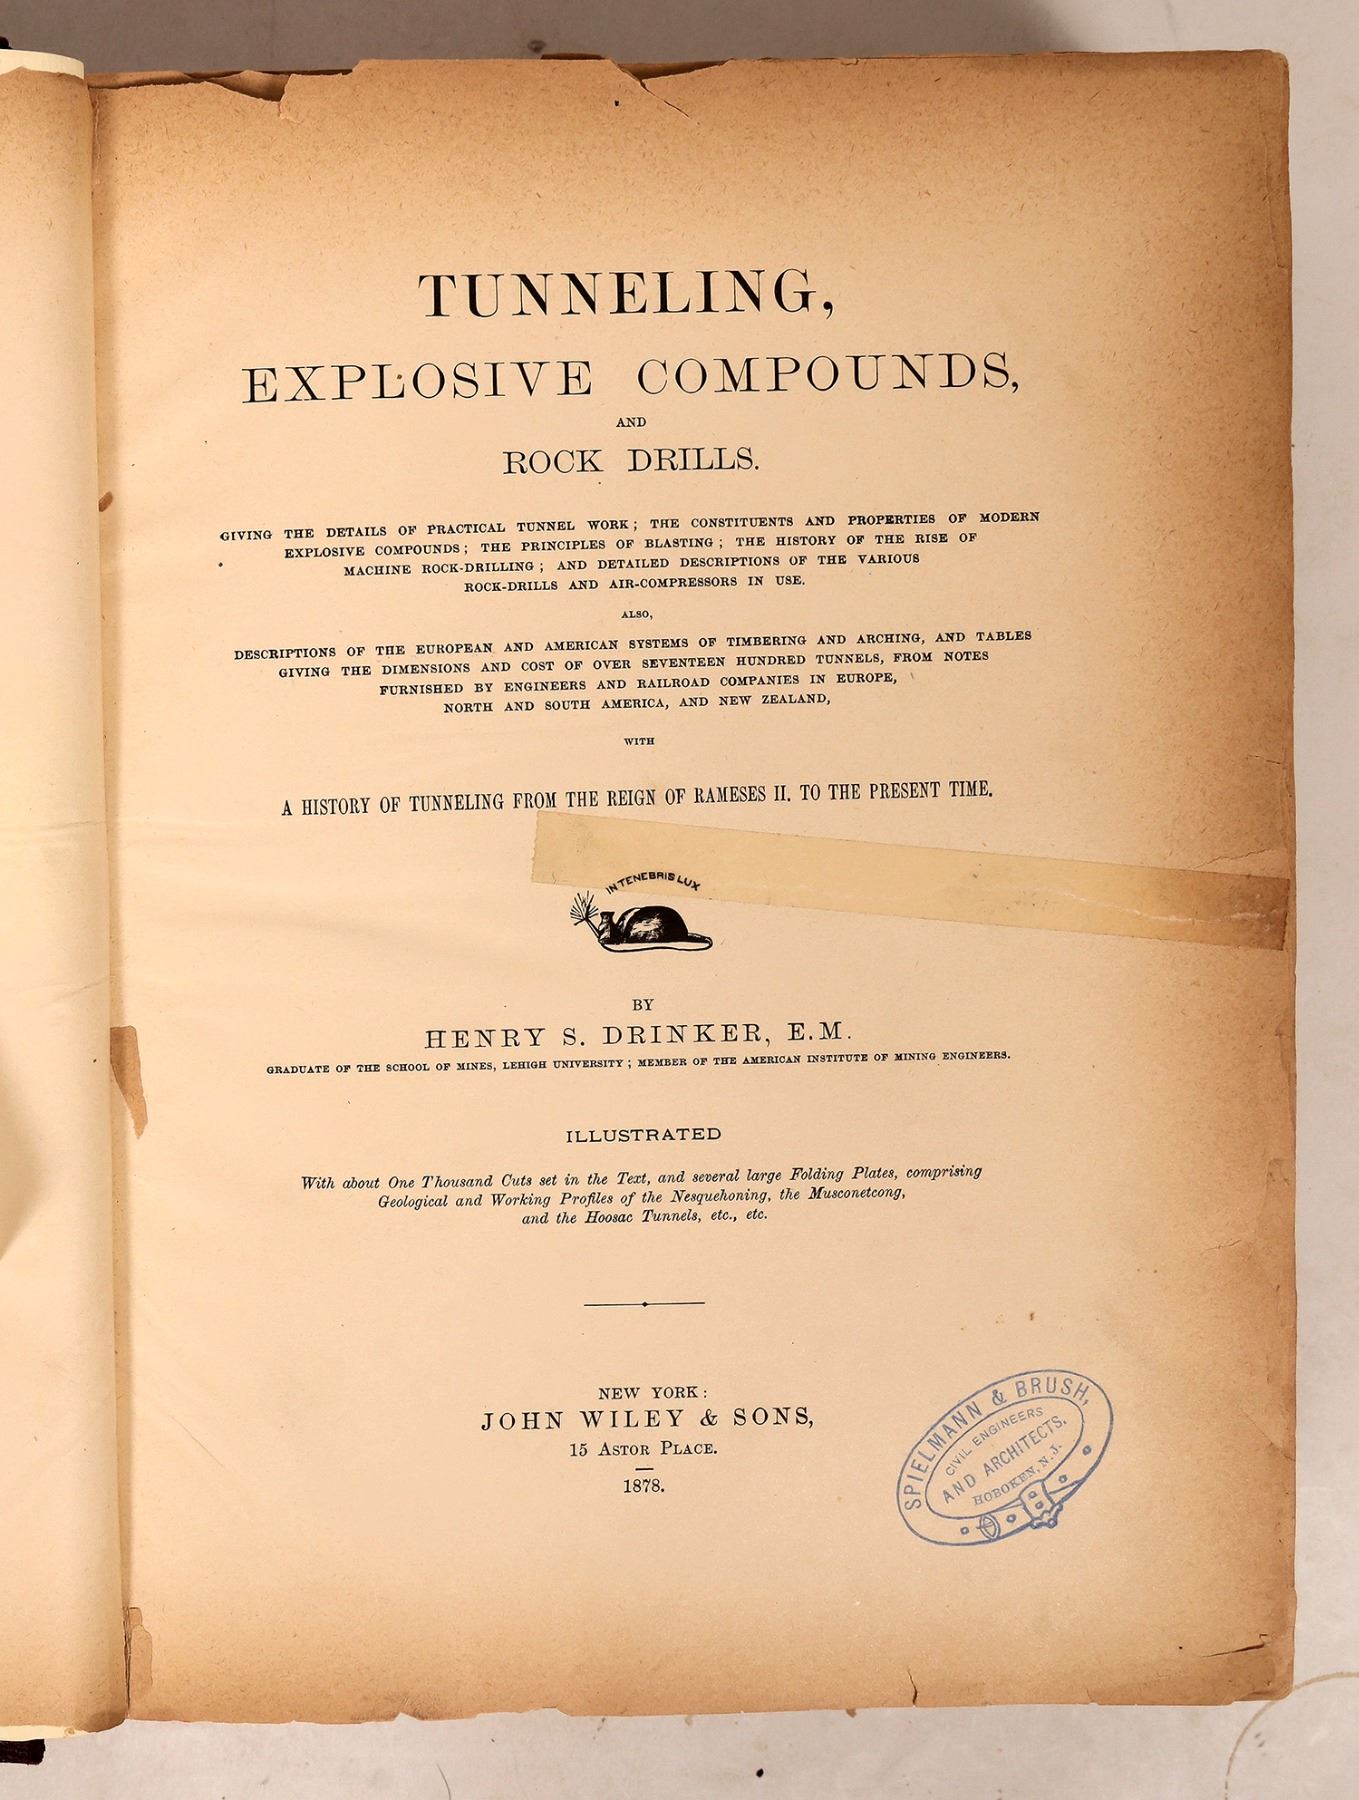 TUNNELING,
EXPLOSIVE COMPOUNDS,
AND
ROCK DRILLS.
GIVING THE DETAILS OF PRACTICAL TUNNEL WORK; THE CONSTITUENTS AND PROPERTIES OF MODERN
EXPLOSIVE COMPOUNDS; THE PRINCIPLES OF BLASTING; THE HISTORY OF THE RISE OF
MACHINE ROCK-DRILLING; AND DETAILED DESCRIPTIONS OF THE VARIOUS
ROCK-DRILLS AND AIR-COMPRESSORS IN USE.
ALSO,
DESCRIPTIONS OF THE EUROPEAN AND AMERICAN SYSTEMS OF TIMBERING AND ARCHING, AND TABLES
GIVING THE DIMENSIONS AND COST OF OVER SEVENTEEN HUNDRED TUNNELS, FROM NOTES
FURNISHED BY ENGINEERS AND RAILROAD COMPANIES IN EUROPE,
NORTH AND SOUTH AMERICA, AND NEW ZEALAND,
WITH
A HISTORY OF TUNNELING FROM THE REIGN OF RAMESES II. TO THE PRESENT TIME.
IN TENEBRIS LUX
BY
HENRY S. DRINKER, E.M.
GRADUATE OF THE SCHOOL OF MINES, LEHIGH UNIVERSITY; MEMBER OF THE AMERICAN INSTITUTE OF MINING ENGINEERS.
ILLUSTRATED
With about One Thousand Cuts set in the Text, and several large Folding Plates, comprising
Geological and Working Profiles of the Nesquehoning, the Musconetcong,
and the Hoosac Tunnels, etc., etc.
NEW YORK:
JOHN WILEY & SONS,
15 ASTOR PLACE.
1878.
SPIELMANN & BRUSH,
CIVIL ENGINEERS
AND ARCHITECTS,
HOBOKEN, N.J.